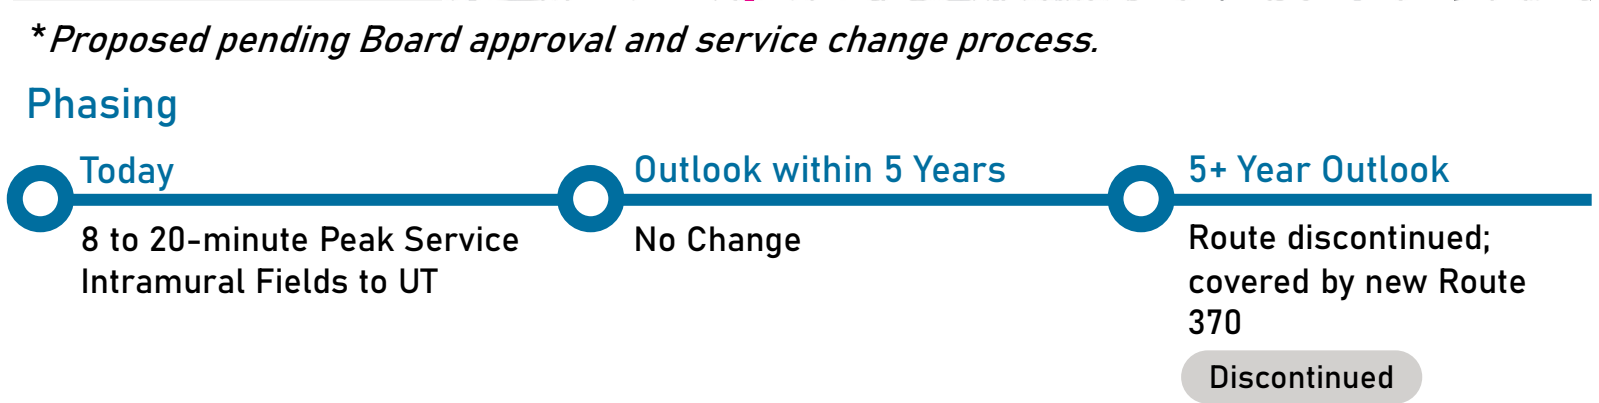 *Proposed pending Board approval and service change process.
Phasing
Today
8 to 20-minute Peak Service
Intramural Fields to UT
Outlook within 5 Years
No Change
5+ Year Outlook
Route discontinued;
covered by new Route
370
Discontinued